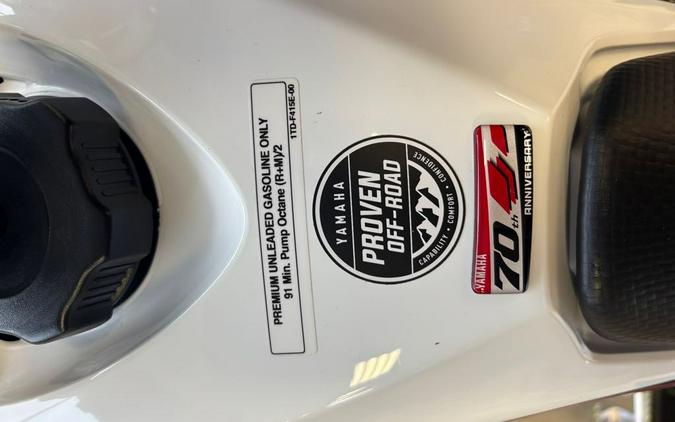 PREMIUM UNLEADED GASOLINE ONLY
91 Min. Pump Octane (R+M)/2
1TD-F415E-00
YAMAHA
PROVEN
OFF-ROAD
CAPABILITY • COMFORT • CONFIDENCE
YAMAHA
70th
ANNIVERSARY